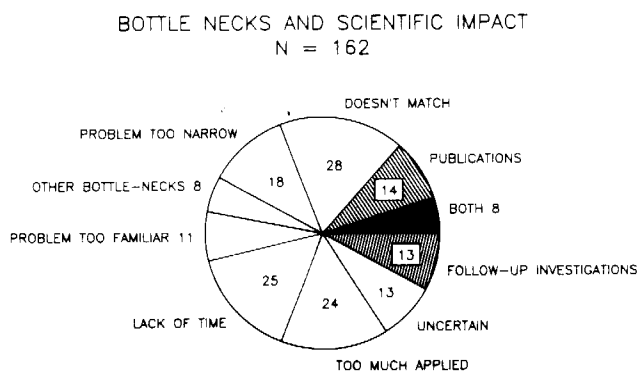 BOTTLE NECKS AND SCIENTIFIC IMPACT
N = 162
DOESN'T MATCH
PROBLEM TOO NARROW
28
PUBLICATIONS
18
14
OTHER BOTTLE-NECKS 8
BOTH 8
PROBLEM TOO FAMILIAR 11
13
FOLLOW-UP INVESTIGATIONS
25
13
24
LACK OF TIME
UNCERTAIN
TOO MUCH APPLIED